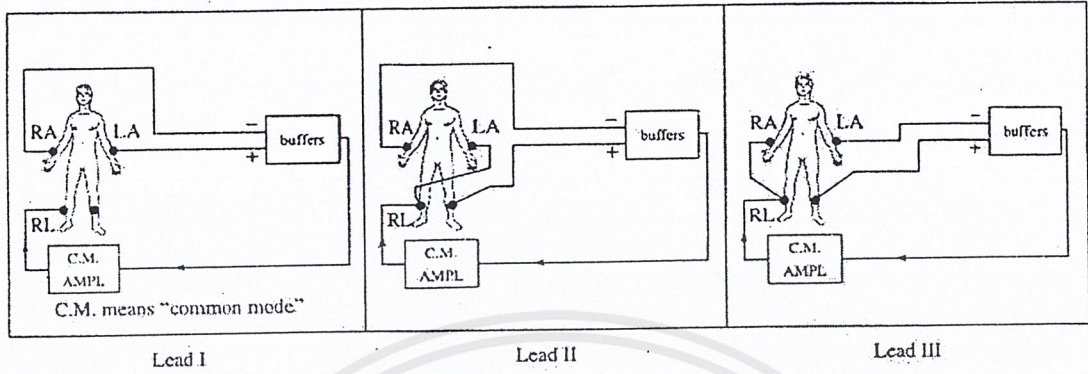 RA
LA
−
+
buffers
RL
C.M.
AMPL
C.M. means "common mode"
Lead I
RA
LA
−
+
buffers
RL
C.M.
AMPL
Lead II
RA
LA
−
+
buffers
RL
C.M.
AMPL
Lead III